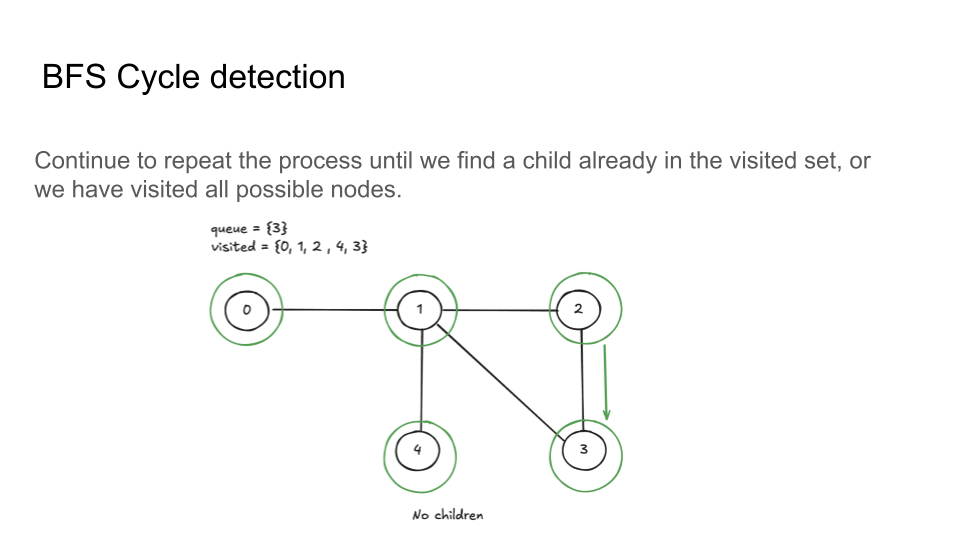 BFS Cycle detection
Continue to repeat the process until we find a child already in the visited set, or
we have visited all possible nodes.
queue = {3}
visited = {0, 1, 2 , 4, 3}
0
1
2
4
3
No children